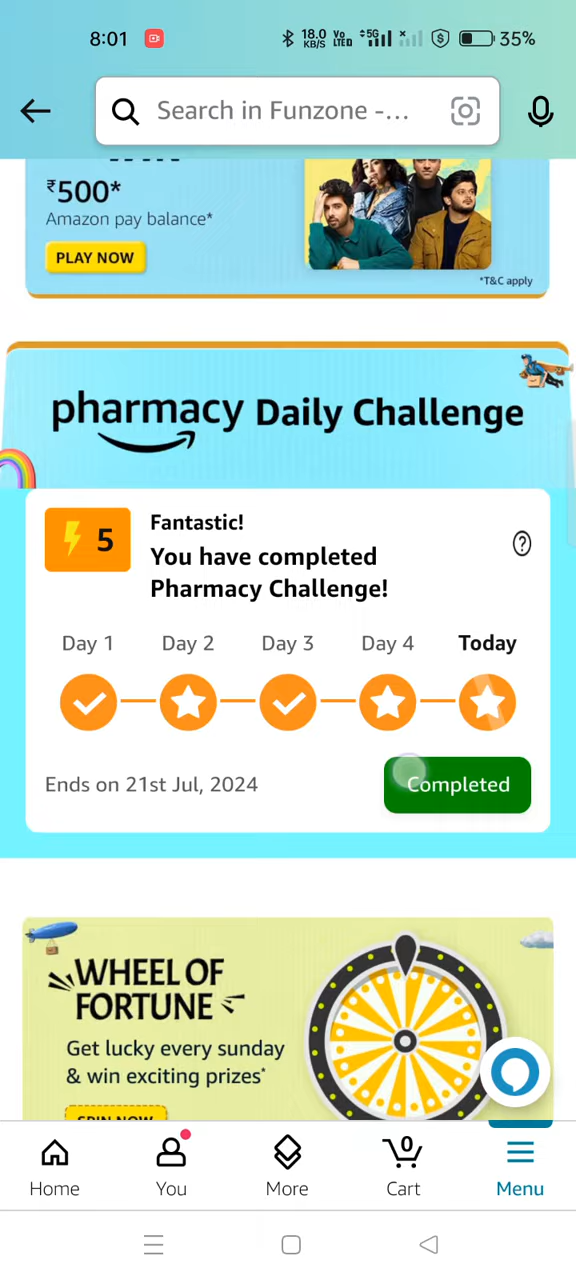 8:01
18.0 KB/S
Vo LTED
5G
35%
Search in Funzone -...
₹500*
Amazon pay balance*
PLAY NOW
*T&C apply
pharmacy Daily Challenge
5
Fantastic!
You have completed
Pharmacy Challenge!
?
Day 1 Day 2 Day 3 Day 4 Today
Ends on 21st Jul, 2024
Completed
WHEEL OF
FORTUNE
Get lucky every sunday
& win exciting prizes*
SPIN NOW
0
Home You More Cart Menu